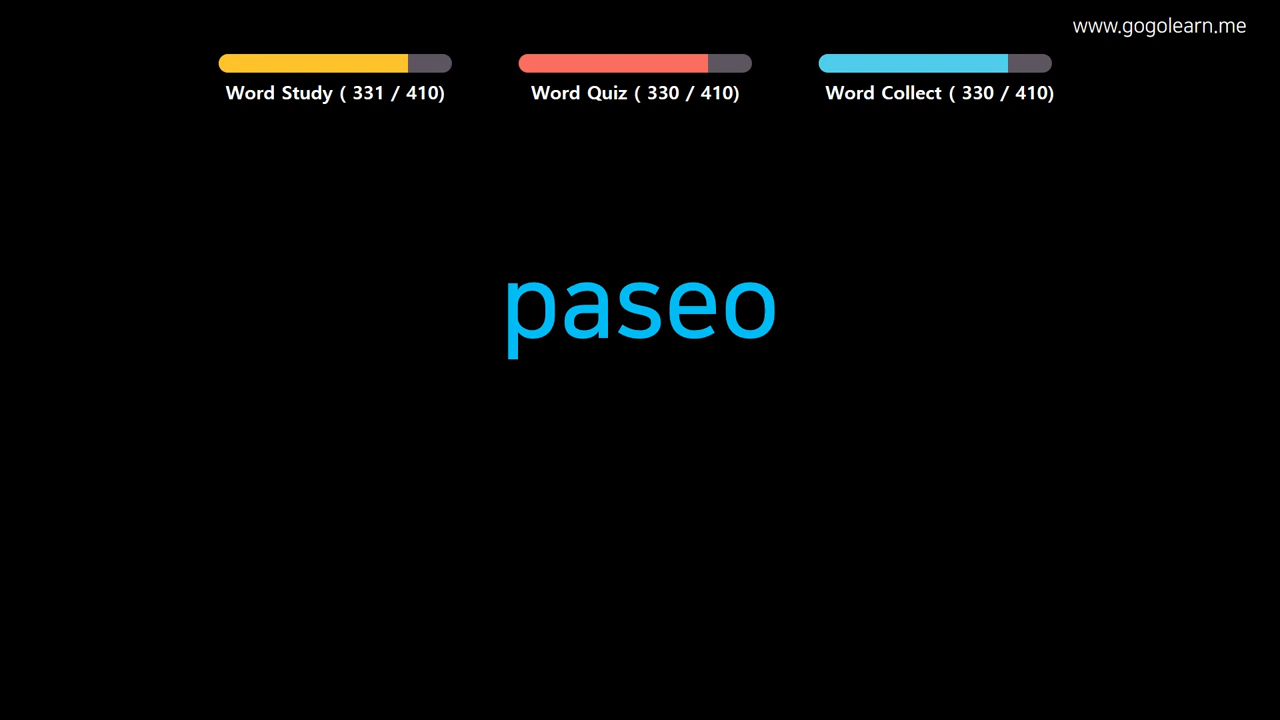 www.gogolearn.me
Word Study ( 331 / 410)
Word Quiz ( 330 / 410)
Word Collect ( 330 / 410)
paseo